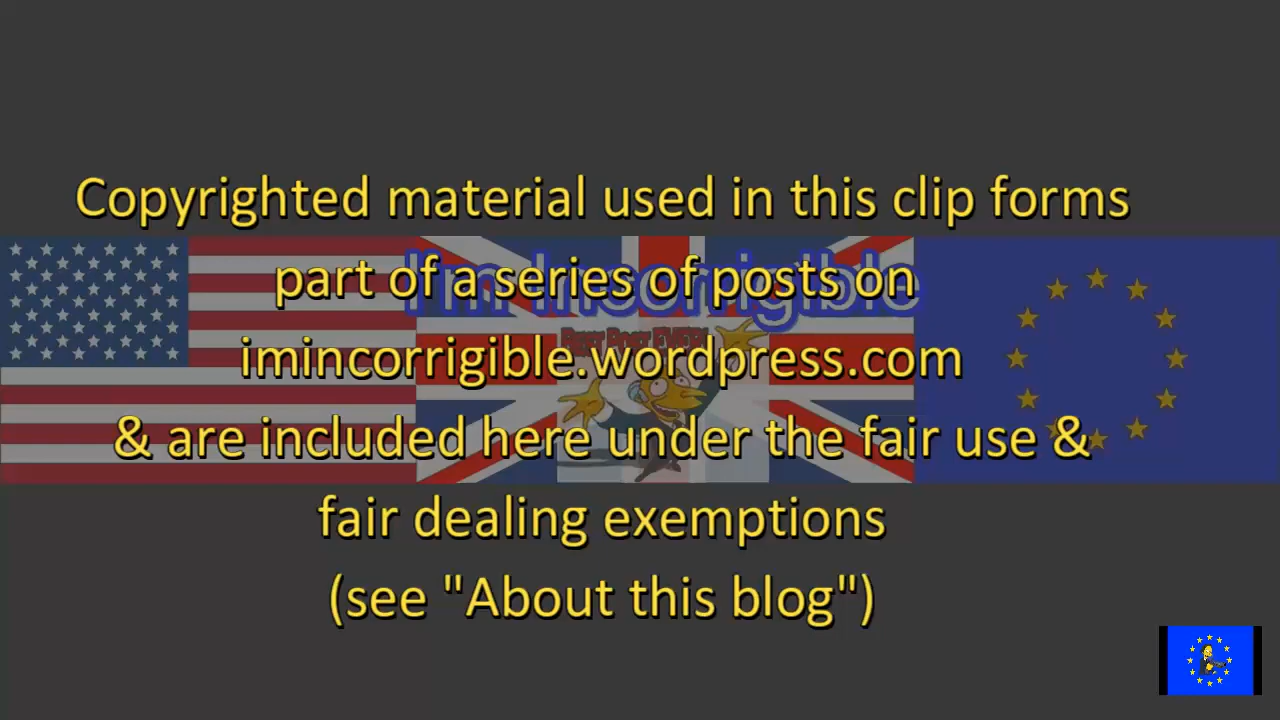 Copyrighted material used in this clip forms
part of a series of posts on
I'm Incorrigible
imincorrigible.wordpress.com
& are included here under the fair use &
fair dealing exemptions
(see "About this blog")